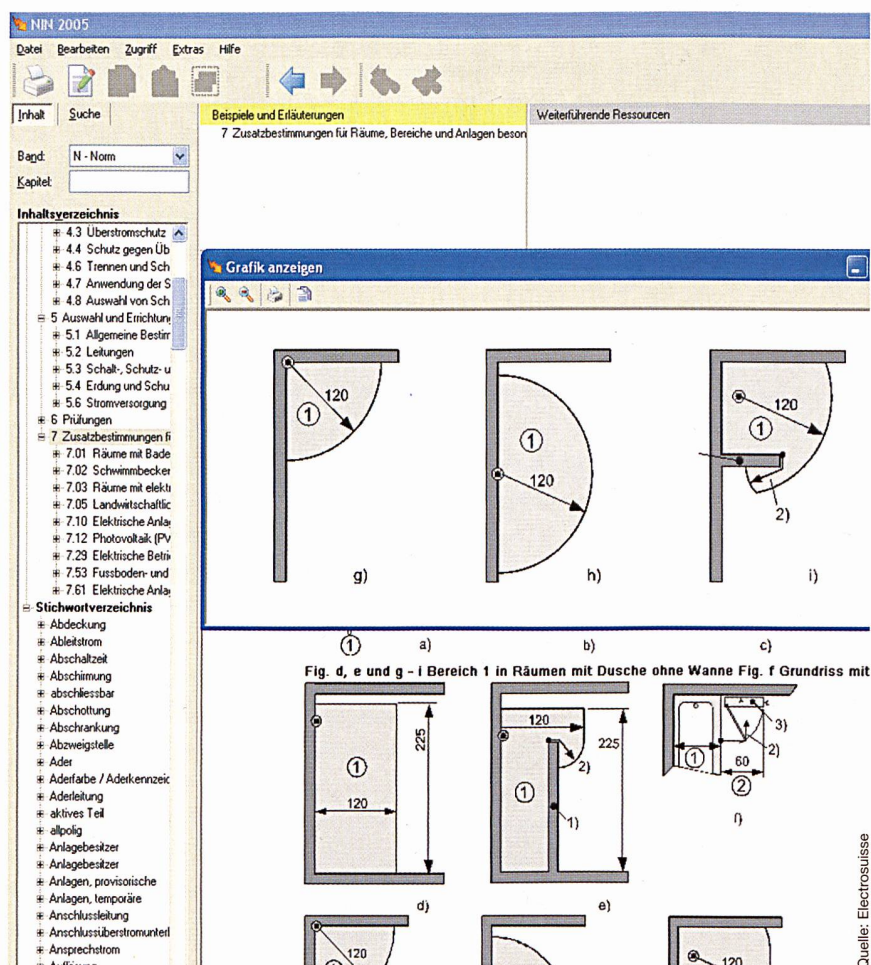 NIN 2005
Datei Bearbeiten Zugriff Extras Hilfe
Inhalt Suche
Band: N - Norm
Kapitel:
Inhaltsverzeichnis
4.3 Überstromschutz
4.4 Schutz gegen Üb
4.6 Trennen und Sch
4.7 Anwendung der S
4.8 Auswahl von Sch
5 Auswahl und Errichtun
5.1 Allgemeine Bestim
5.2 Leitungen
5.3 Schalt-, Schutz- u
5.4 Erdung und Schu
5.6 Stromversorgung
6 Prüfungen
7 Zusatzbestimmungen fü
7.01 Räume mit Bade
7.02 Schwimmbecken
7.03 Räume mit elektr
7.05 Landwirtschaftlic
7.10 Elektrische Anlag
7.12 Photovoltaik (PV
7.29 Elektrische Betrie
7.53 Fussboden- und
7.61 Elektrische Anlag
Stichwortverzeichnis
Abdeckung
Ableitstrom
Abschaltzeit
Abschirmung
abschliessbar
Abschottung
Abschrankung
Abzweigstelle
Ader
Aderfarbe / Aderkennzeic
Aderleitung
aktives Teil
allpolig
Anlagebesitzer
Anlagebesitzer
Anlagen, provisorische
Anlagen, temporäre
Anschlussleitung
Anschlussüberstromunterl
Ansprechstrom
Beispiele und Erläuterungen
7 Zusatzbestimmungen für Räume, Bereiche und Anlagen beson
Weiterführende Ressourcen
Grafik anzeigen
120
1
g)
1
120
h)
120
1
2)
i)
1
a)
b)
c)
Fig. d, e und g - i Bereich 1 in Räumen mit Dusche ohne Wanne Fig. f Grundriss mit
1
120
225
d)
120
2)
1
1)
225
e)
1
3)
2)
60
2
f)
120
120
Quelle: Electrosuisse